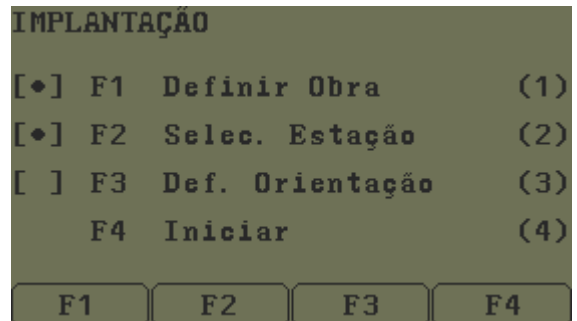 IMPLANTAÇÃO
[•] F1 Definir Obra (1)
[•] F2 Selec. Estação (2)
[ ] F3 Def. Orientação (3)
F4 Iniciar (4)
F1 F2 F3 F4